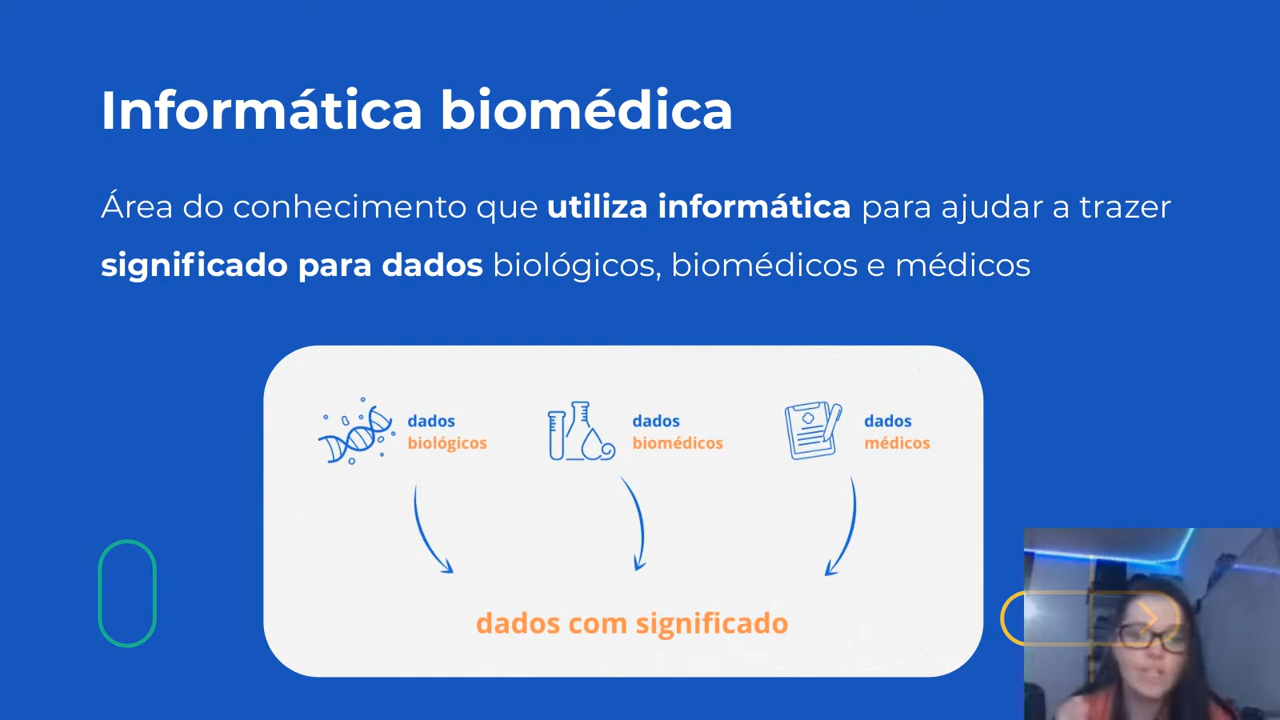 Informática biomédica
Área do conhecimento que utiliza informática para ajudar a trazer
significado para dados biológicos, biomédicos e médicos
dados
biológicos
dados
biomédicos
dados
médicos
dados com significado